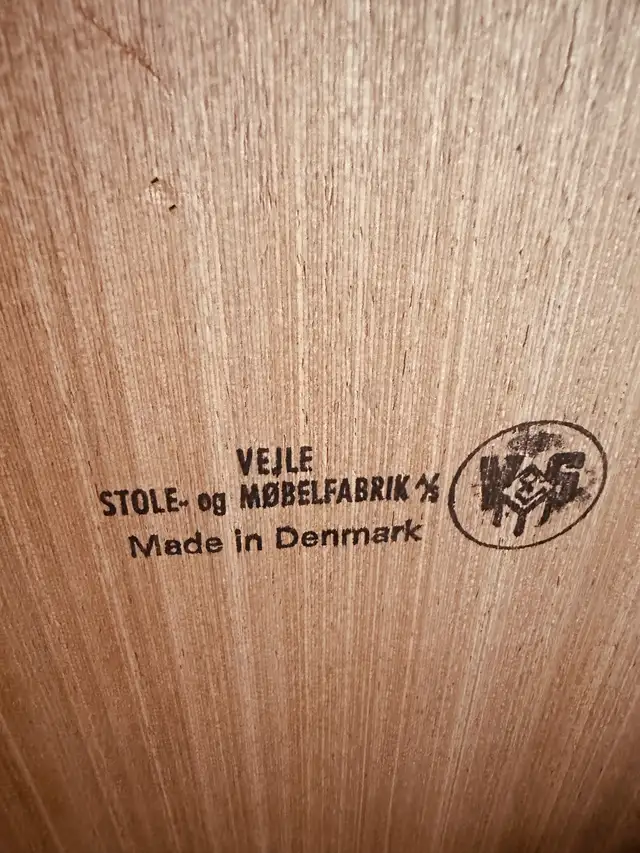 VEJLE
STOLE- og MØBELFABRIK A/S
Made in Denmark